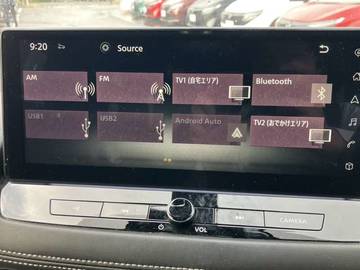 9:20
Source
AM
FM
TV1 (自宅エリア)
Bluetooth
USB1
USB2
Android Auto
TV2 (おでかけエリア)
VOL
CAMERA